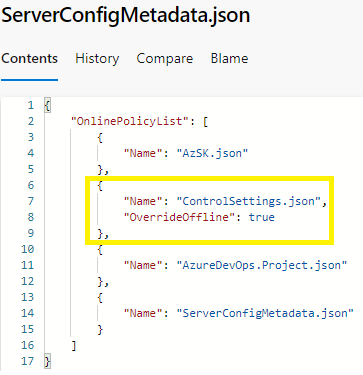 ServerConfigMetadata.json
Contents History Compare Blame
1 {
2 "OnlinePolicyList": [
3 {
4 "Name": "AzSK.json"
5 },
6 {
7 "Name": "ControlSettings.json",
8 "OverrideOffline": true
9 },
10 {
11 "Name": "AzureDevOps.Project.json"
12 },
13 {
14 "Name": "ServerConfigMetadata.json"
15 }
16 ]
17 }